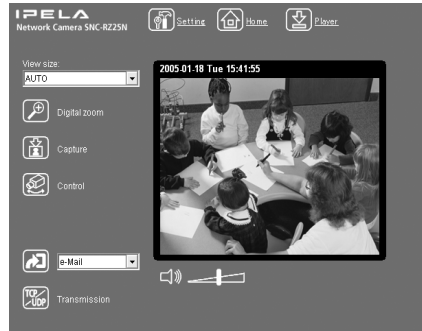 IPELA
Network Camera SNC-RZ25N
Setting
Home
Player
View size:
AUTO
2005-01-18 Tue 15:41:55
Digital zoom
Capture
Control
e-Mail
TCP/
UDP
Transmission